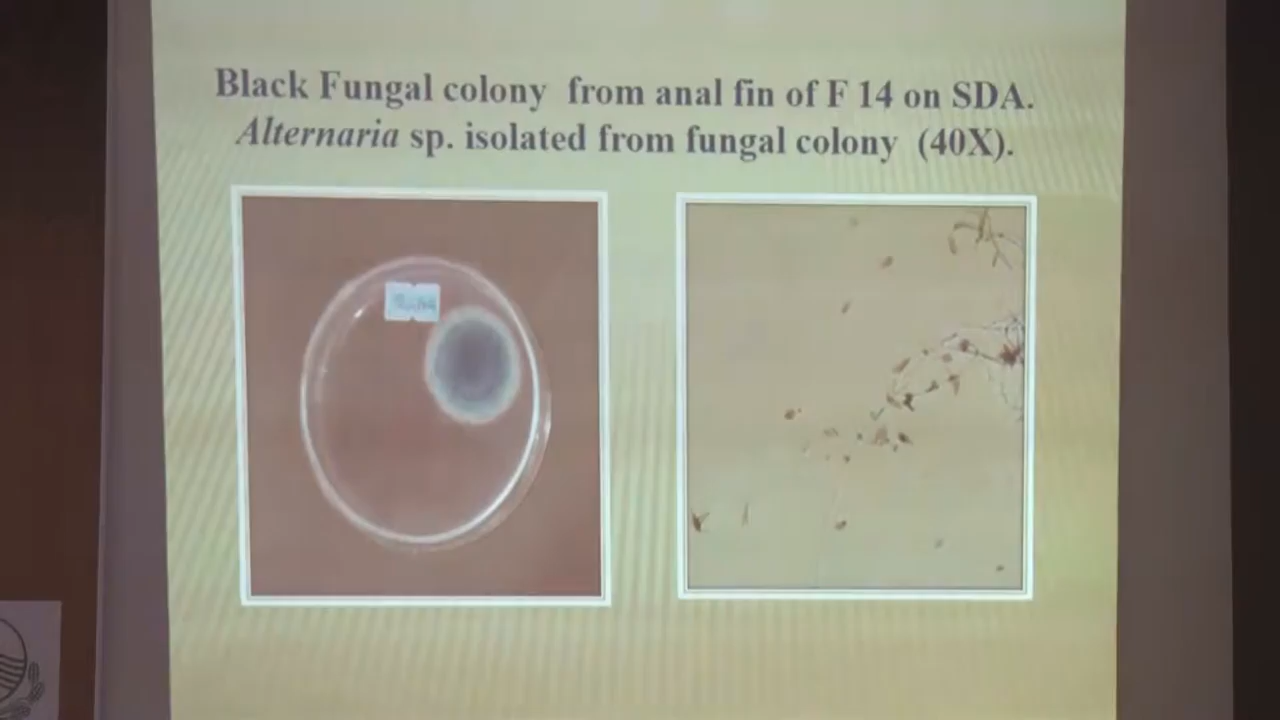 Black Fungal colony from anal fin of F 14 on SDA.
Alternaria sp. isolated from fungal colony (40X).